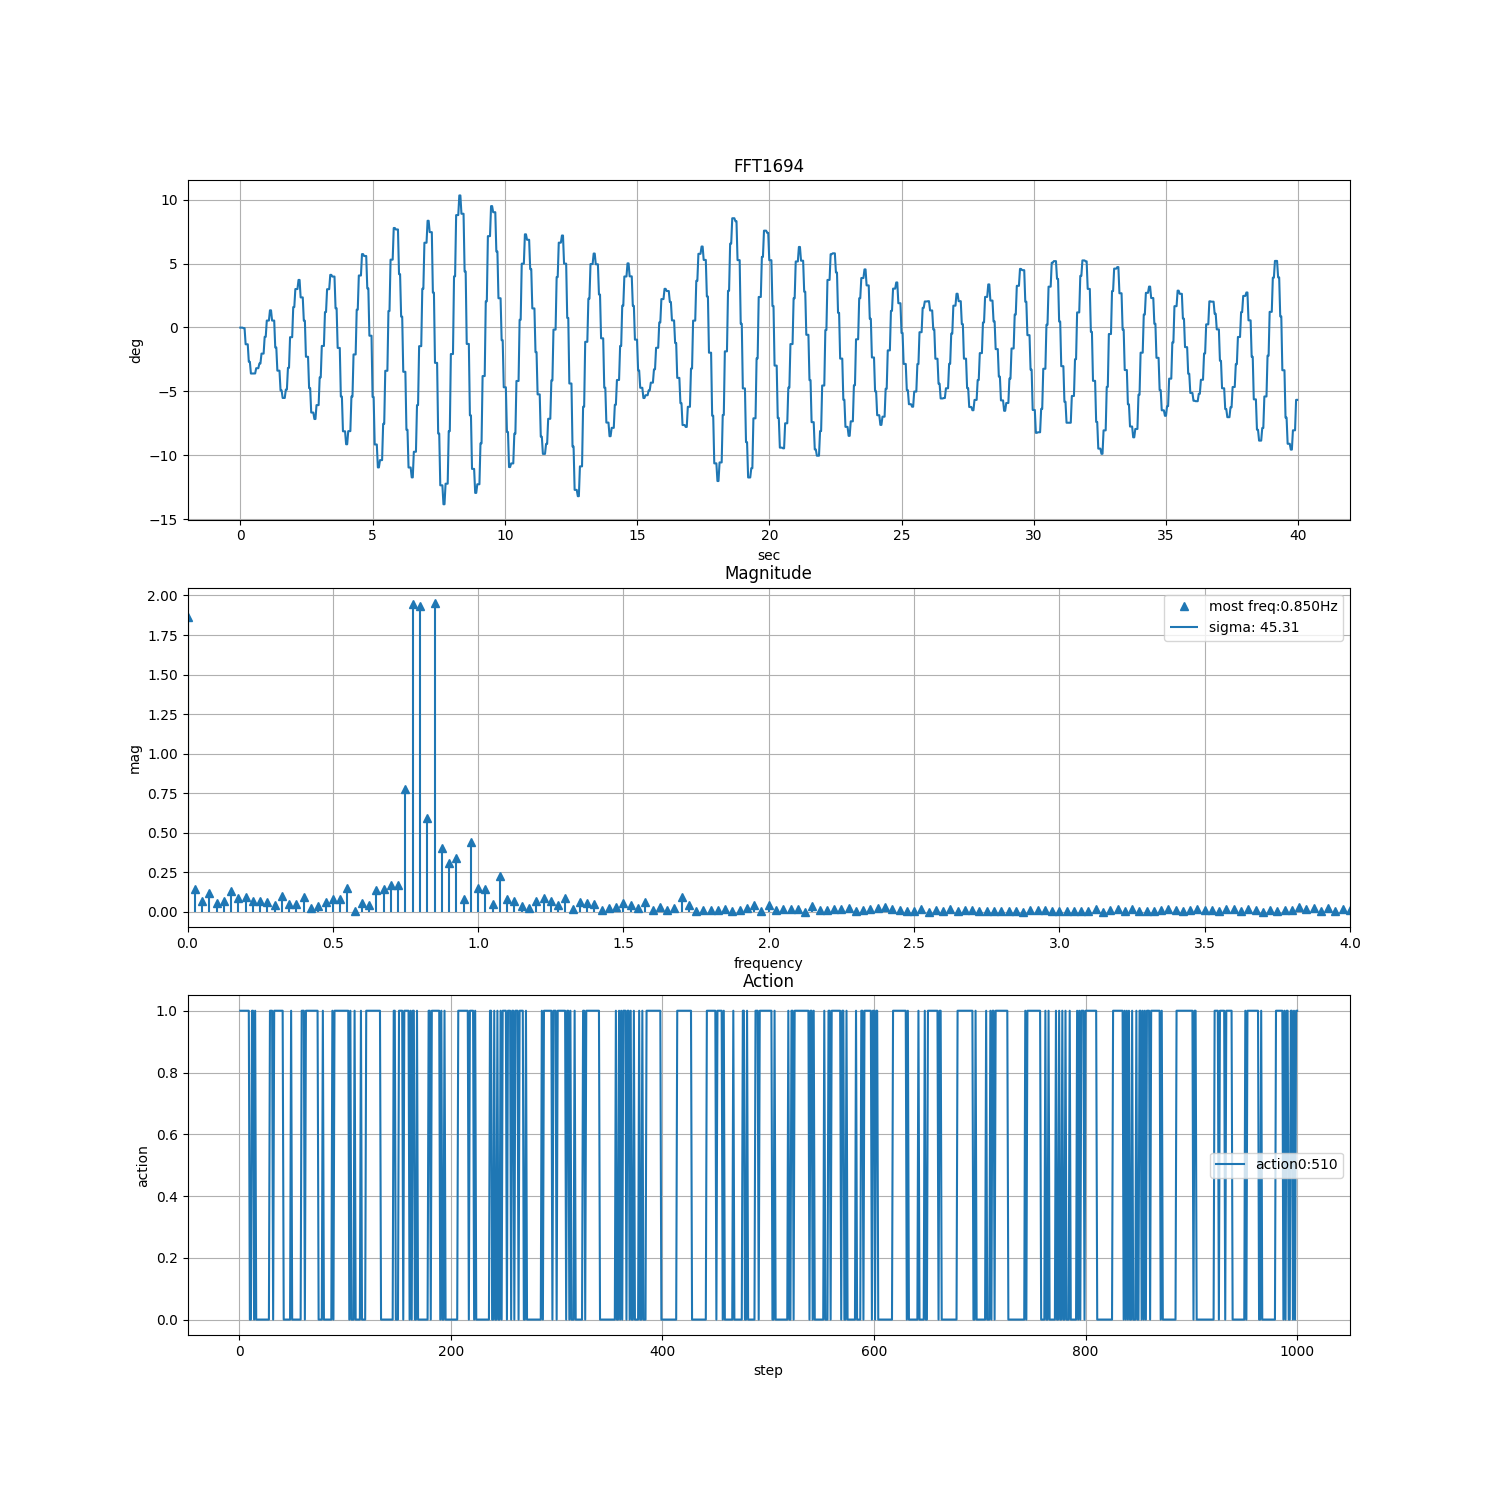 FFT1694
10
5
0
−5
−10
−15
deg
0 5 10 15 20 25 30 35 40
sec
Magnitude
2.00
1.75
1.50
1.25
1.00
0.75
0.50
0.25
0.00
mag
most freq:0.850Hz
sigma: 45.31
0.0 0.5 1.0 1.5 2.0 2.5 3.0 3.5 4.0
frequency
Action
1.0
0.8
0.6
0.4
0.2
0.0
action
action0:510
0 200 400 600 800 1000
step